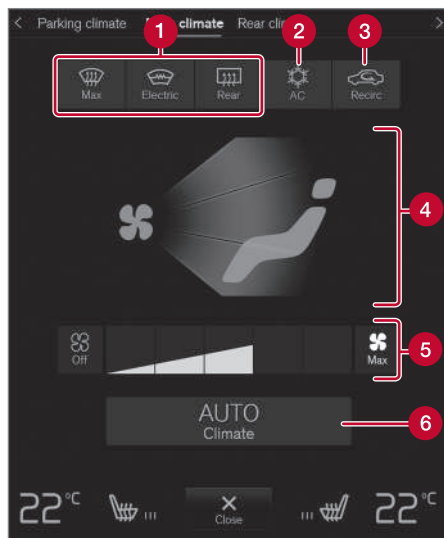 Parking climate climate Rear
1 2 3
Max Electric Rear AC Recirc
4
Off Max
5
AUTO
Climate
6
22°C 22°C
Close